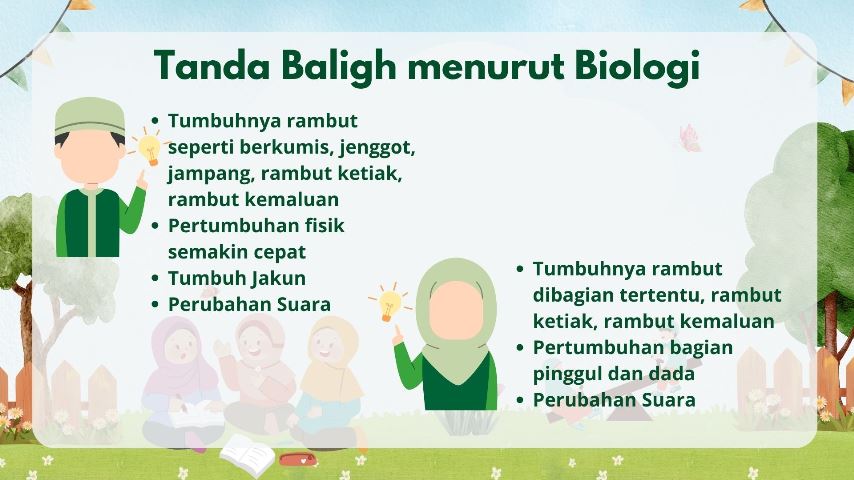 Tanda Baligh menurut Biologi
• Tumbuhnya rambut
seperti berkumis, jenggot,
jampang, rambut ketiak,
rambut kemaluan
• Pertumbuhan fisik
semakin cepat
• Tumbuh Jakun
• Perubahan Suara
• Tumbuhnya rambut
dibagian tertentu, rambut
ketiak, rambut kemaluan
• Pertumbuhan bagian
pinggul dan dada
• Perubahan Suara